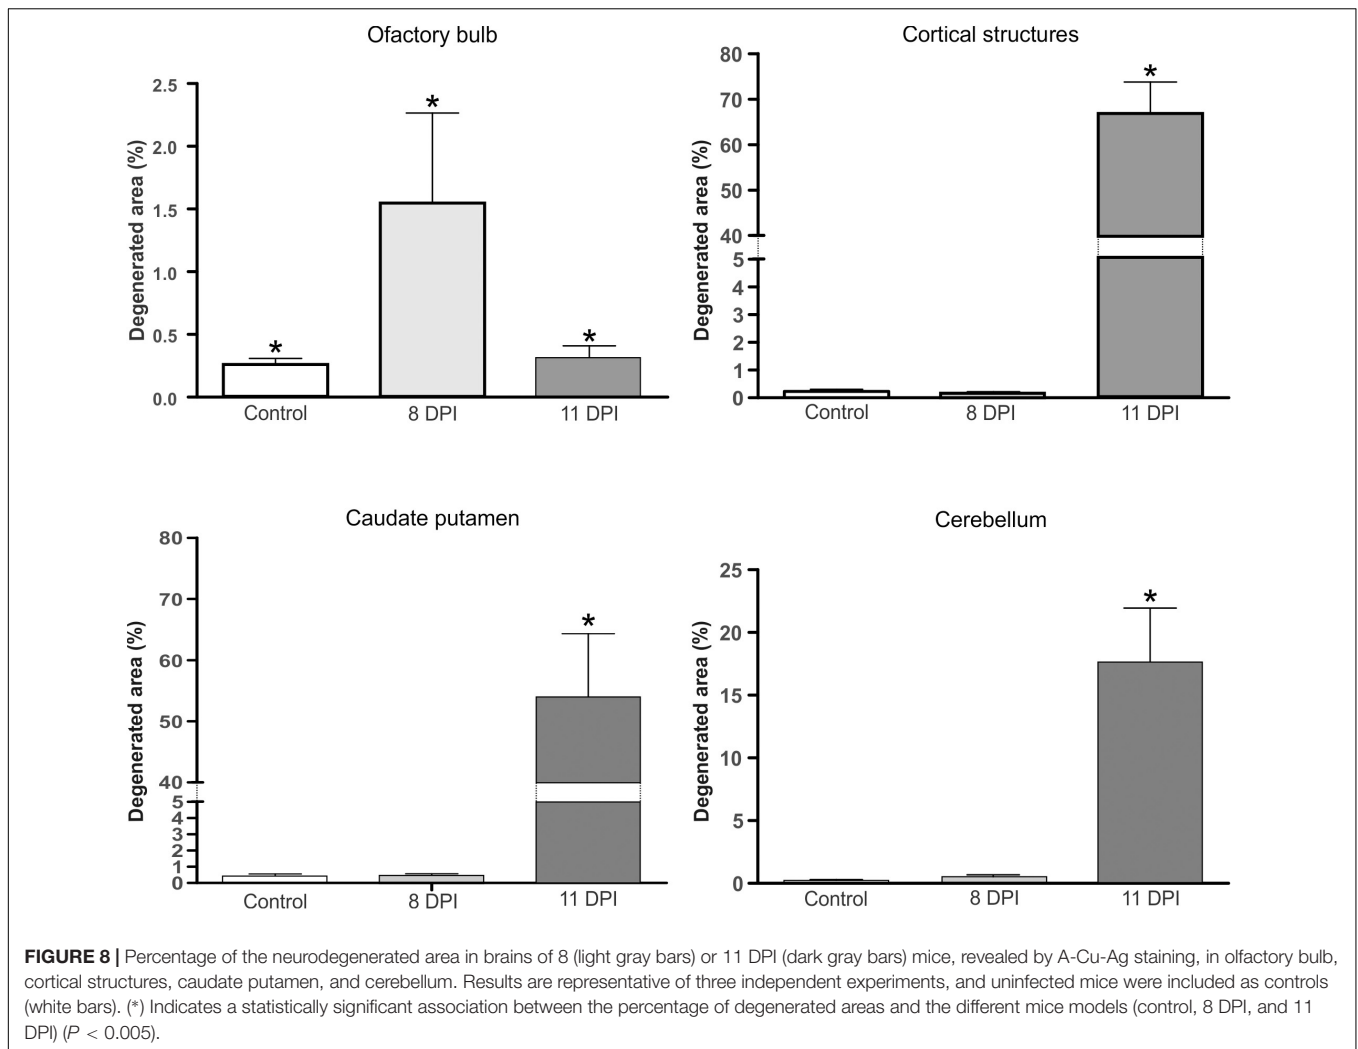 Ofactory bulb
Degenerated area (%)
2.5
2.0
1.5
1.0
0.5
0.0
*
*
*
Control
8 DPI
11 DPI
Cortical structures
Degenerated area (%)
80
70
60
50
40
5
4
3
2
1
0
*
Control
8 DPI
11 DPI
Caudate putamen
Degenerated area (%)
80
70
60
50
40
5
4
3
2
1
0
*
Control
8 DPI
11 DPI
Cerebellum
Degenerated area (%)
25
20
15
10
5
0
*
Control
8 DPI
11 DPI
FIGURE 8 | Percentage of the neurodegenerated area in brains of 8 (light gray bars) or 11 DPI (dark gray bars) mice, revealed by A-Cu-Ag staining, in olfactory bulb,
cortical structures, caudate putamen, and cerebellum. Results are representative of three independent experiments, and uninfected mice were included as controls
(white bars). (*) Indicates a statistically significant association between the percentage of degenerated areas and the different mice models (control, 8 DPI, and 11
DPI) (P < 0.005).